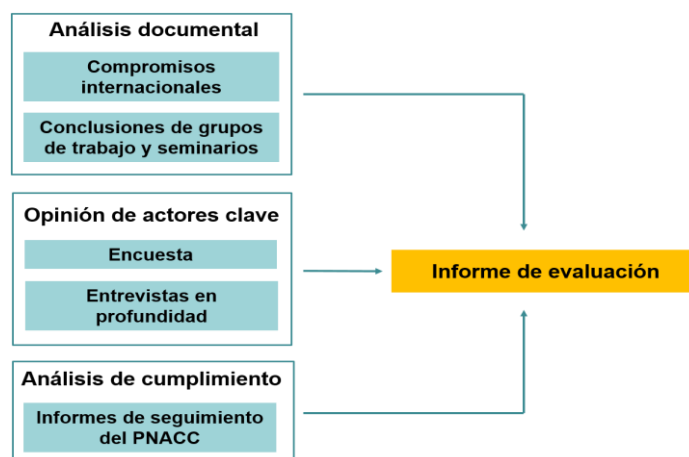 Análisis documental
Compromisos
internacionales
Conclusiones de grupos
de trabajo y seminarios
Opinión de actores clave
Encuesta
Entrevistas en
profundidad
Informe de evaluación
Análisis de cumplimiento
Informes de seguimiento
del PNACC